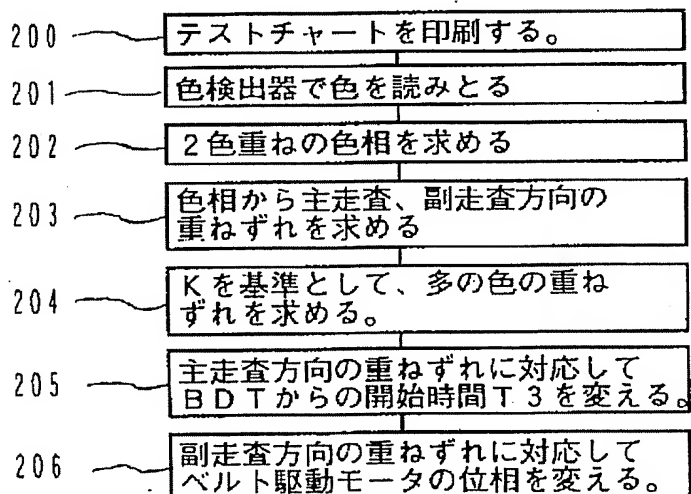 200 テストチャートを印刷する。
201 色検出器で色を読みとる
202 2色重ねの色相を求める
203 色相から主走査、副走査方向の
重ねずれを求める
204 Kを基準として、多の色の重ね
ずれを求める。
205 主走査方向の重ねずれに対応して
BDTからの開始時間T3を変える。
206 副走査方向の重ねずれに対応して
ベルト駆動モータの位相を変える。